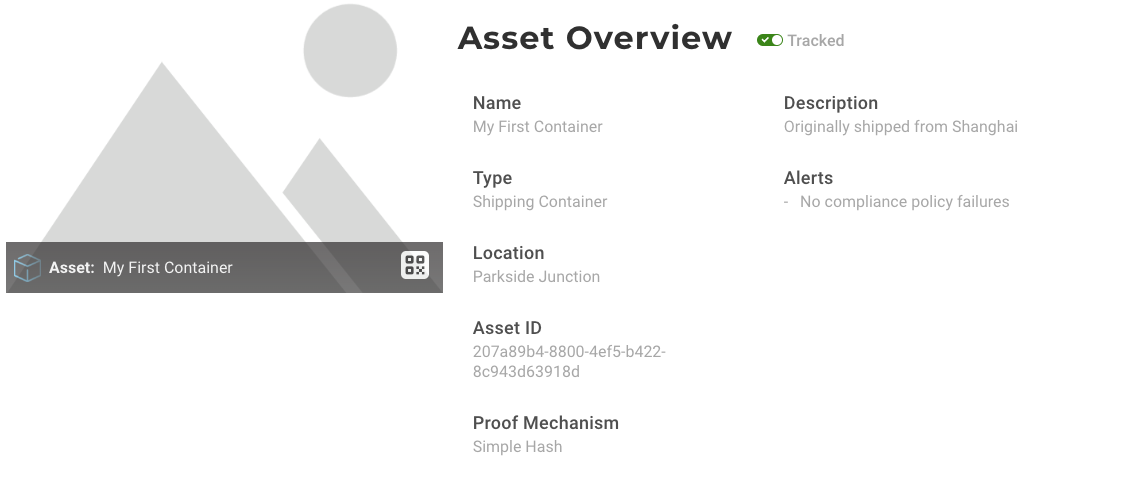 Asset Overview
Tracked
Name
My First Container
Description
Originally shipped from Shanghai
Type
Shipping Container
Alerts
- No compliance policy failures
Location
Parkside Junction
Asset: My First Container
Asset ID
207a89b4-8800-4ef5-b422-
8c943d63918d
Proof Mechanism
Simple Hash